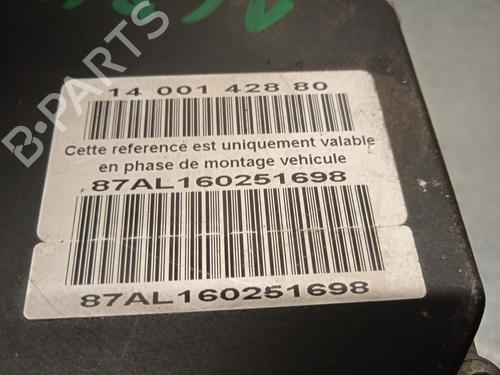 14 001 428 80
Cette reference est uniquement valable
en phase de montage vehicule
87AL160251698
87AL160251698
B-PARTS